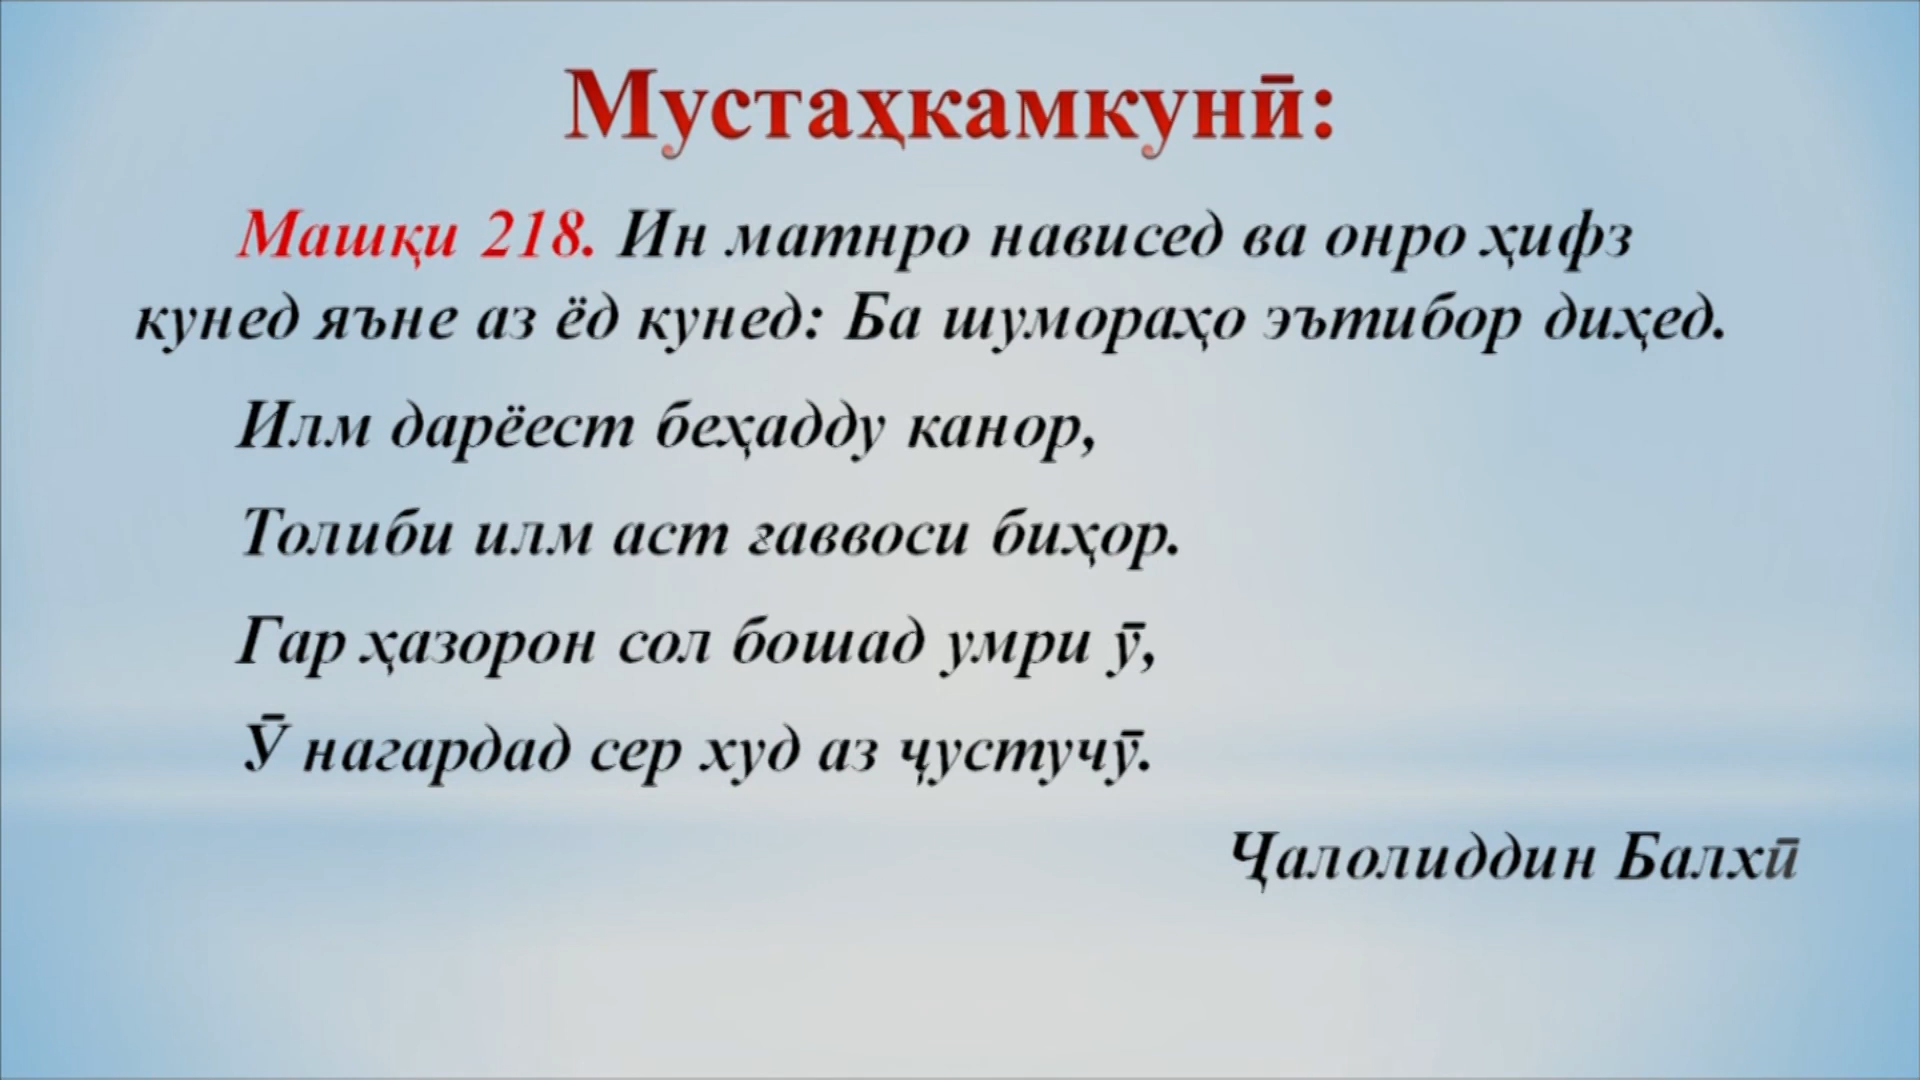 Мустаҳкамкунӣ:
Машқи 218. Ин матнро нависед ва онро ҳифз
кунед яъне аз ёд кунед: Ба шумораҳо эътибор диҳед.
Илм дарёест беҳадду канор,
Толиби илм аст ғаввоси биҳор.
Гар ҳазорон сол бошад умри ӯ,
Ӯ нагардад сер худ аз ҷустучӯ.
Ҷалолиддин Балхӣ